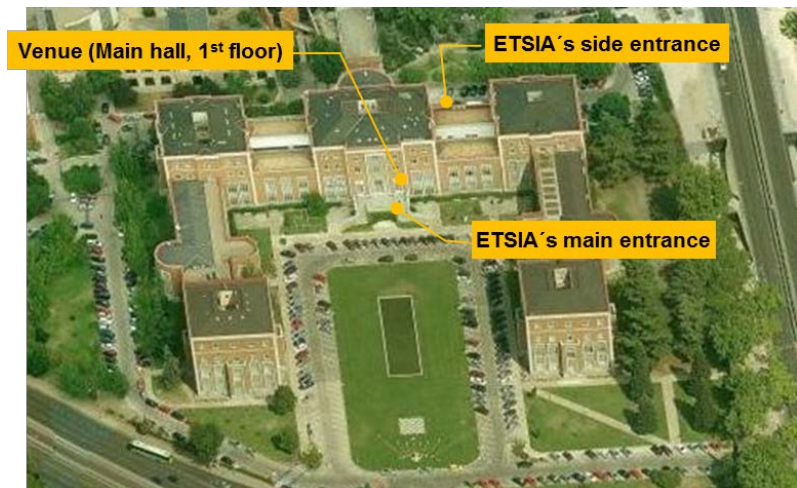 Venue (Main hall, 1st floor)
ETSIA´s side entrance
ETSIA´s main entrance